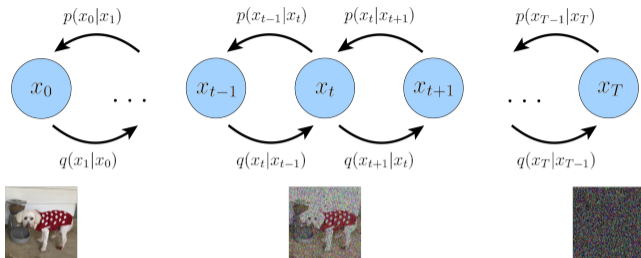 p(x_0|x_1) p(x_{t-1}|x_t) p(x_t|x_{t+1}) p(x_{T-1}|x_T)
x_0 ... x_{t-1} x_t x_{t+1} ... x_T
q(x_1|x_0) q(x_t|x_{t-1}) q(x_{t+1}|x_t) q(x_T|x_{T-1})